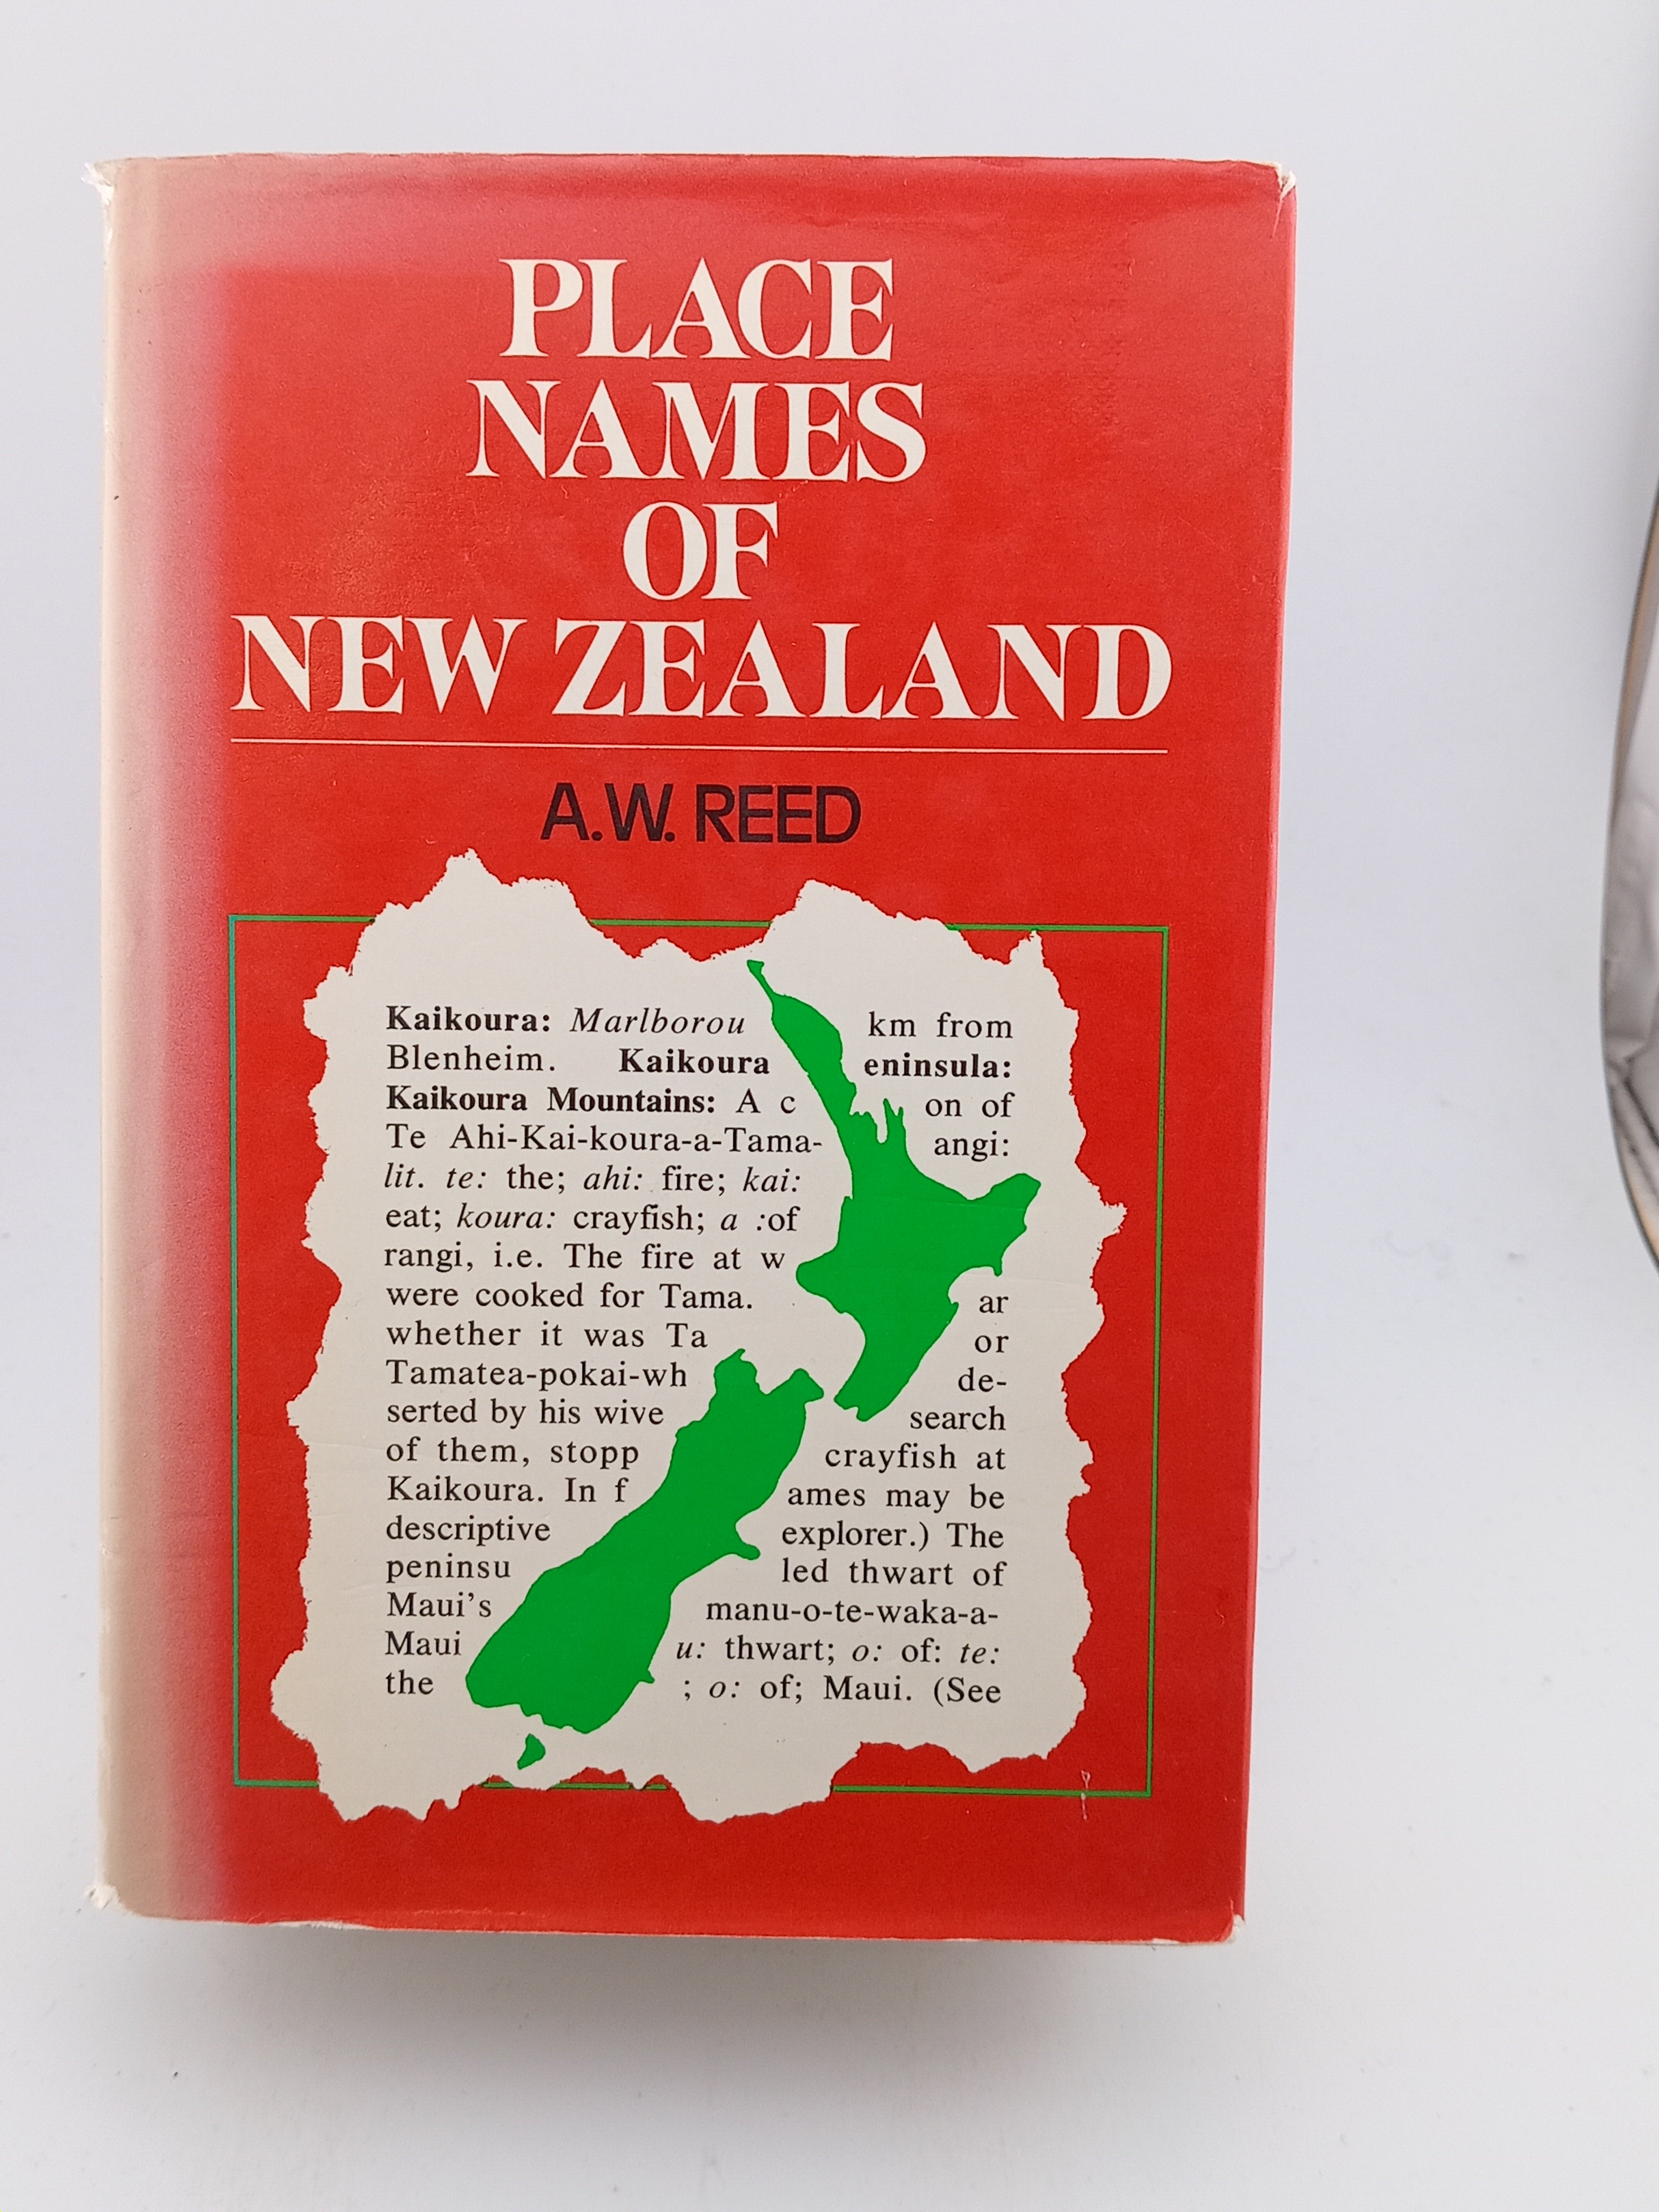 PLACE
NAMES
OF
NEW ZEALAND
A.W. REED
Kaikoura: Marlborou km from
Blenheim. Kaikoura eninsula:
Kaikoura Mountains: A c on of
Te Ahi-Kai-koura-a-Tama- angi:
lit. te: the; ahi: fire; kai:
eat; koura: crayfish; a :of
rangi, i.e. The fire at w
were cooked for Tama. ar
whether it was Ta or
Tamatea-pokai-wh de-
serted by his wive search
of them, stopp crayfish at
Kaikoura. In f ames may be
descriptive explorer.) The
peninsu led thwart of
Maui's manu-o-te-waka-a-
Maui u: thwart; o: of: te:
the ; o: of; Maui. (See